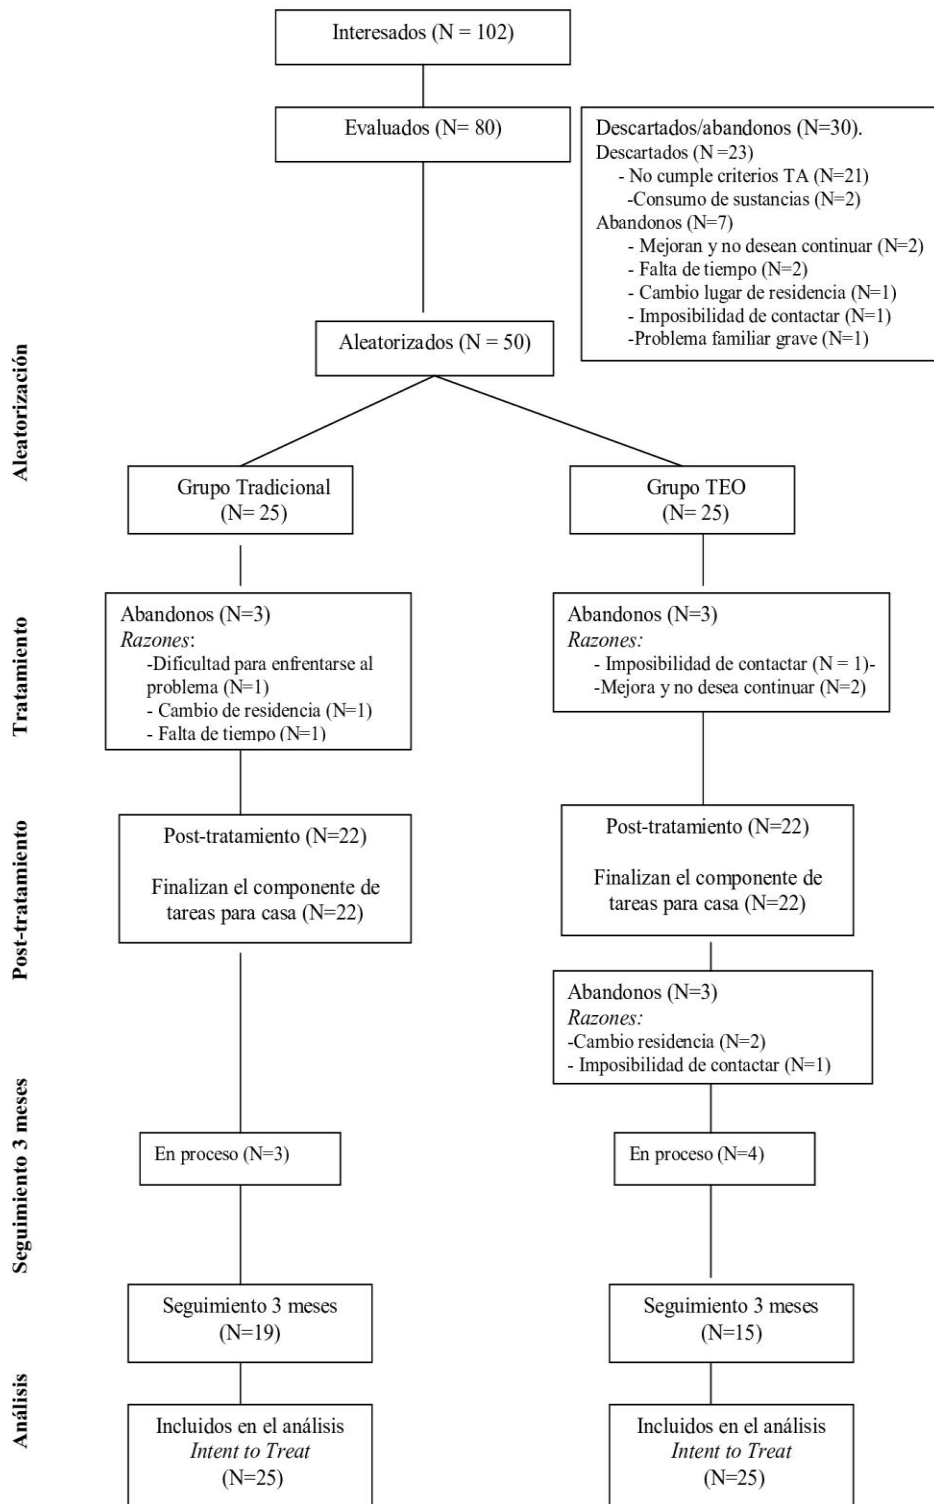 Interesados (N = 102)
Evaluados (N= 80)
Descartados/abandonos (N=30).
Descartados (N =23)
- No cumple criterios TA (N=21)
-Consumo de sustancias (N=2)
Abandonos (N=7)
- Mejoran y no desean continuar (N=2)
- Falta de tiempo (N=2)
- Cambio lugar de residencia (N=1)
- Imposibilidad de contactar (N=1)
-Problema familiar grave (N=1)
Aleatorización
Aleatorizados (N = 50)
Grupo Tradicional
(N= 25)
Grupo TEO
(N= 25)
Tratamiento
Abandonos (N=3)
Razones:
-Dificultad para enfrentarse al
problema (N=1)
- Cambio de residencia (N=1)
- Falta de tiempo (N=1)
Abandonos (N=3)
Razones:
- Imposibilidad de contactar (N = 1)-
-Mejora y no desea continuar (N=2)
Post-tratamiento
Post-tratamiento (N=22)
Finalizan el componente de
tareas para casa (N=22)
Post-tratamiento (N=22)
Finalizan el componente de
tareas para casa (N=22)
Abandonos (N=3)
Razones:
-Cambio residencia (N=2)
- Imposibilidad de contactar (N=1)
Seguimiento 3 meses
En proceso (N=3)
En proceso (N=4)
Seguimiento 3 meses
(N=19)
Seguimiento 3 meses
(N=15)
Análisis
Incluidos en el análisis
Intent to Treat
(N=25)
Incluidos en el análisis
Intent to Treat
(N=25)